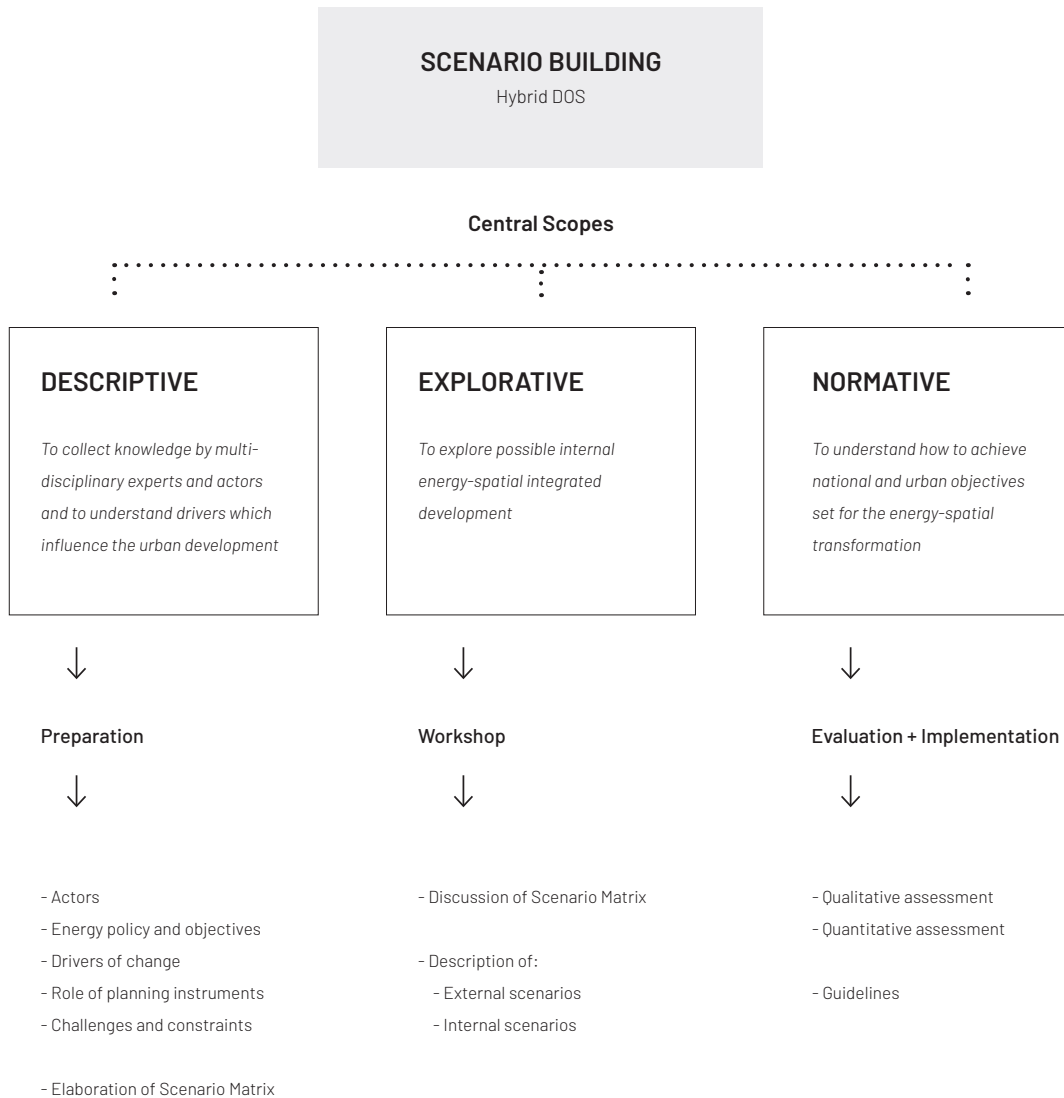 SCENARIO BUILDING
Hybrid DOS
Central Scopes
DESCRIPTIVE
To collect knowledge by multi-
disciplinary experts and actors
and to understand drivers which
influence the urban development
EXPLORATIVE
To explore possible internal
energy-spatial integrated
development
NORMATIVE
To understand how to achieve
national and urban objectives
set for the energy-spatial
transformation
Preparation
Workshop
Evaluation + Implementation
- Actors
- Energy policy and objectives
- Drivers of change
- Role of planning instruments
- Challenges and constraints
- Elaboration of Scenario Matrix
- Discussion of Scenario Matrix
- Description of:
- External scenarios
- Internal scenarios
- Qualitative assessment
- Quantitative assessment
- Guidelines